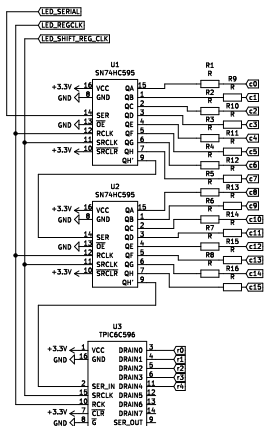 LED_SERIAL
LED_REGCLK
LED_SHIFT_REG_CLK
U1
SN74HC595
R1
R
R9
R
+3.3V 16 VCC QA 15 c0
GND 8 GND QB 1 R2 R c1
QC 2 R10 R c2
QD 3 R3 R c3
14 SER QE 4 R11 R c4
GND 13 OE QF 5 R4 R c5
12 RCLK QG 6 R12 R c6
11 SRCLK QH 7 R5 R c7
+3.3V 10 SRCLR QH' 9
U2
SN74HC595
R13
R
c8
+3.3V 16 VCC QA 15 R6 R c9
GND 8 GND QB 1 R14 R c10
QC 2 R7 R c11
QD 3 R15 R c12
14 SER QE 4 R8 R c13
GND 13 OE QF 5 R16 R c14
12 RCLK QG 6 c15
11 SRCLK QH 7
+3.3V 10 SRCLR QH' 9
U3
TPIC6C596
+3.3V 1 VCC DRAIN0 3 r0
GND 16 GND DRAIN1 4 r1
DRAIN2 5 r2
DRAIN3 6 r3
2 SER_IN DRAIN4 11 r4
15 SRCK DRAIN5 12
10 RCK DRAIN6 13
+3.3V 7 CLR DRAIN7 14
GND 8 G SER_OUT 9